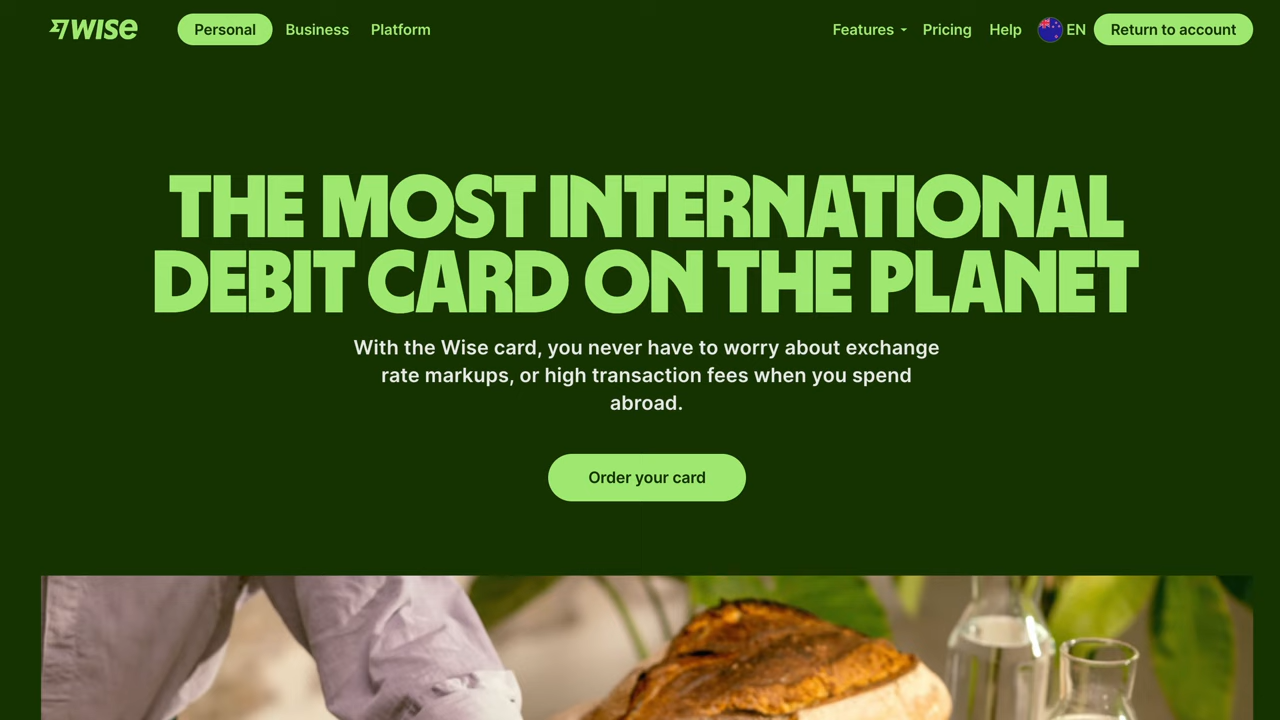 WISE
Personal
Business
Platform
Features
Pricing
Help
EN
Return to account
THE MOST INTERNATIONAL
DEBIT CARD ON THE PLANET
With the Wise card, you never have to worry about exchange
rate markups, or high transaction fees when you spend
abroad.
Order your card